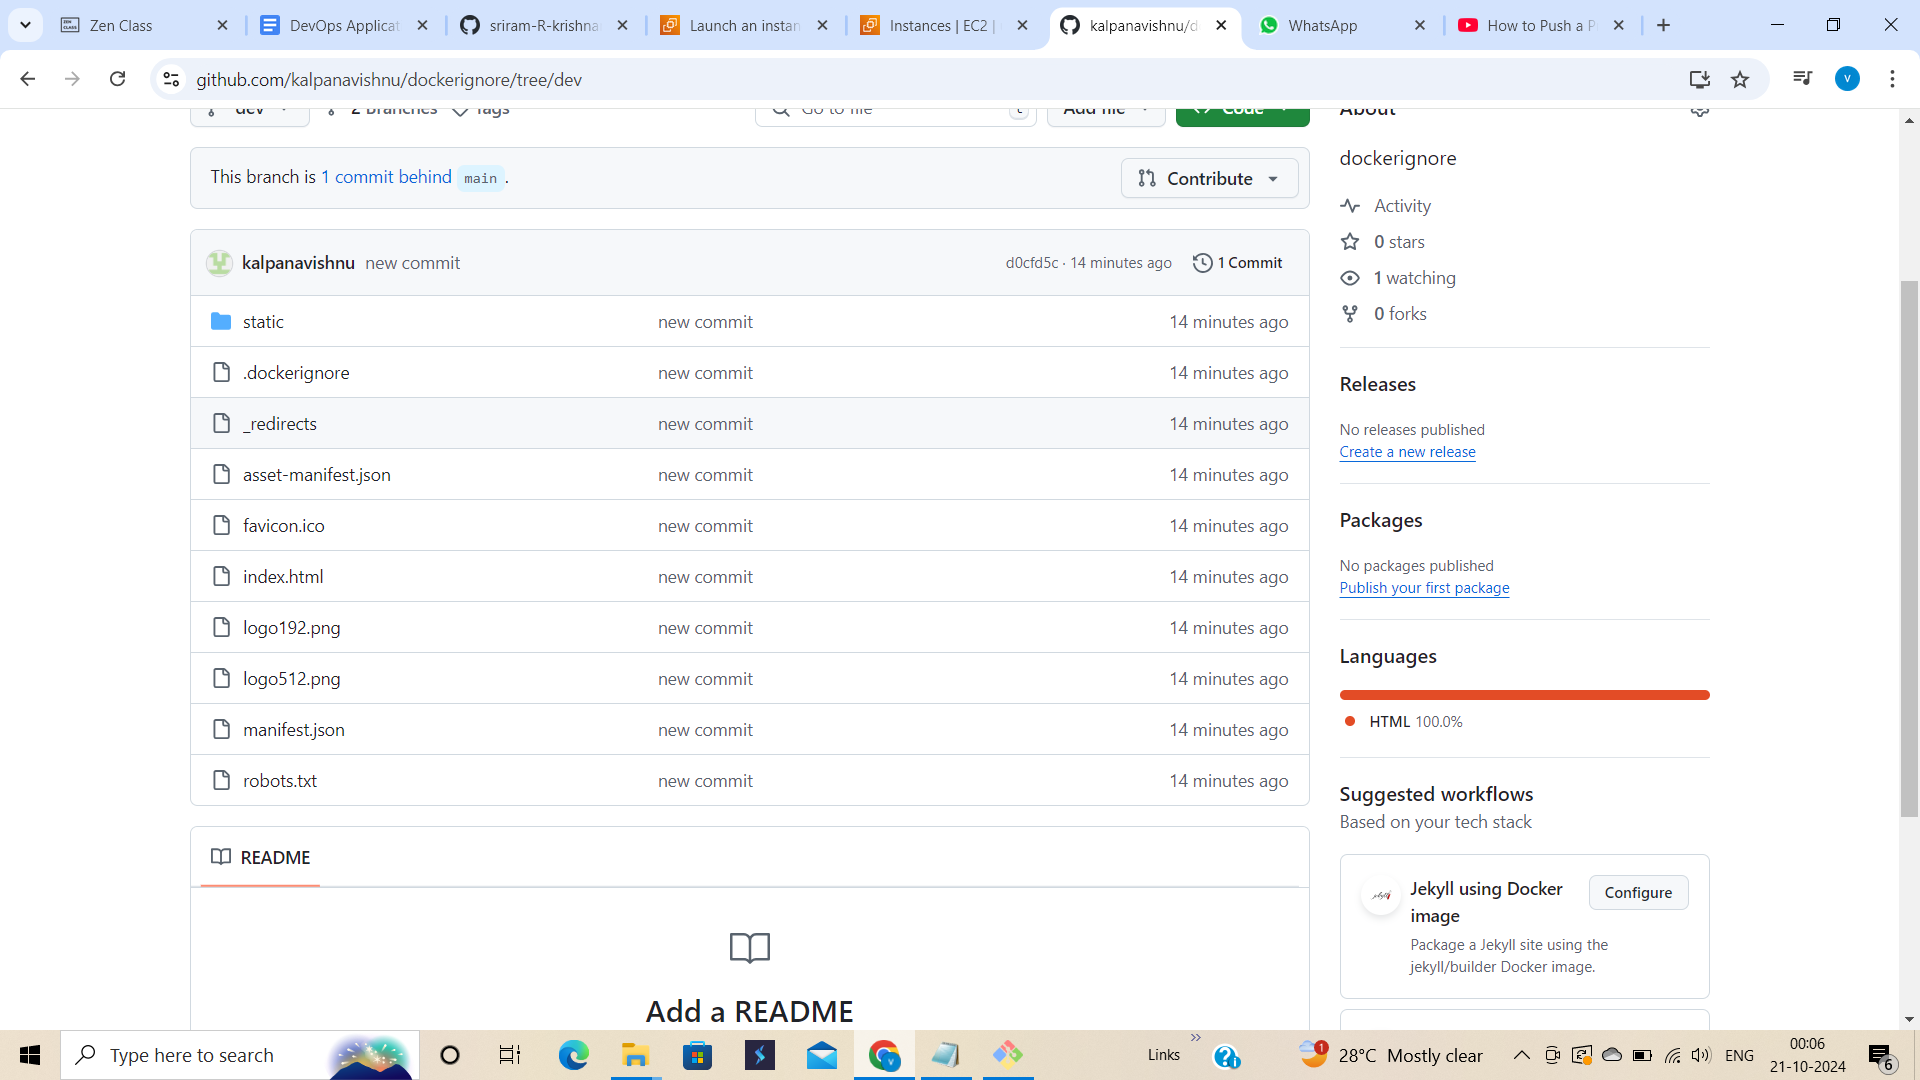 Zen Class
DevOps Applicat
sriram-R-krishna
Launch an instan
Instances | EC2 |
kalpanavishnu/d
WhatsApp
How to Push a P
github.com/kalpanavishnu/dockerignore/tree/dev
V
dev
2 Branches
Tags
Go to file
t
Add file
Code
About
This branch is 1 commit behind main .
Contribute
dockerignore
Activity
0 stars
1 watching
0 forks
kalpanavishnu new commit
d0cfd5c · 14 minutes ago
1 Commit
static new commit 14 minutes ago
.dockerignore new commit 14 minutes ago
_redirects new commit 14 minutes ago
asset-manifest.json new commit 14 minutes ago
favicon.ico new commit 14 minutes ago
index.html new commit 14 minutes ago
logo192.png new commit 14 minutes ago
logo512.png new commit 14 minutes ago
manifest.json new commit 14 minutes ago
robots.txt new commit 14 minutes ago
README
Add a README
Releases
No releases published
Create a new release
Packages
No packages published
Publish your first package
Languages
HTML 100.0%
Suggested workflows
Based on your tech stack
Jekyll using Docker
image
Configure
Package a Jekyll site using the
jekyll/builder Docker image.
Type here to search
Links
1
28°C Mostly clear
ENG
00:06
21-10-2024
6